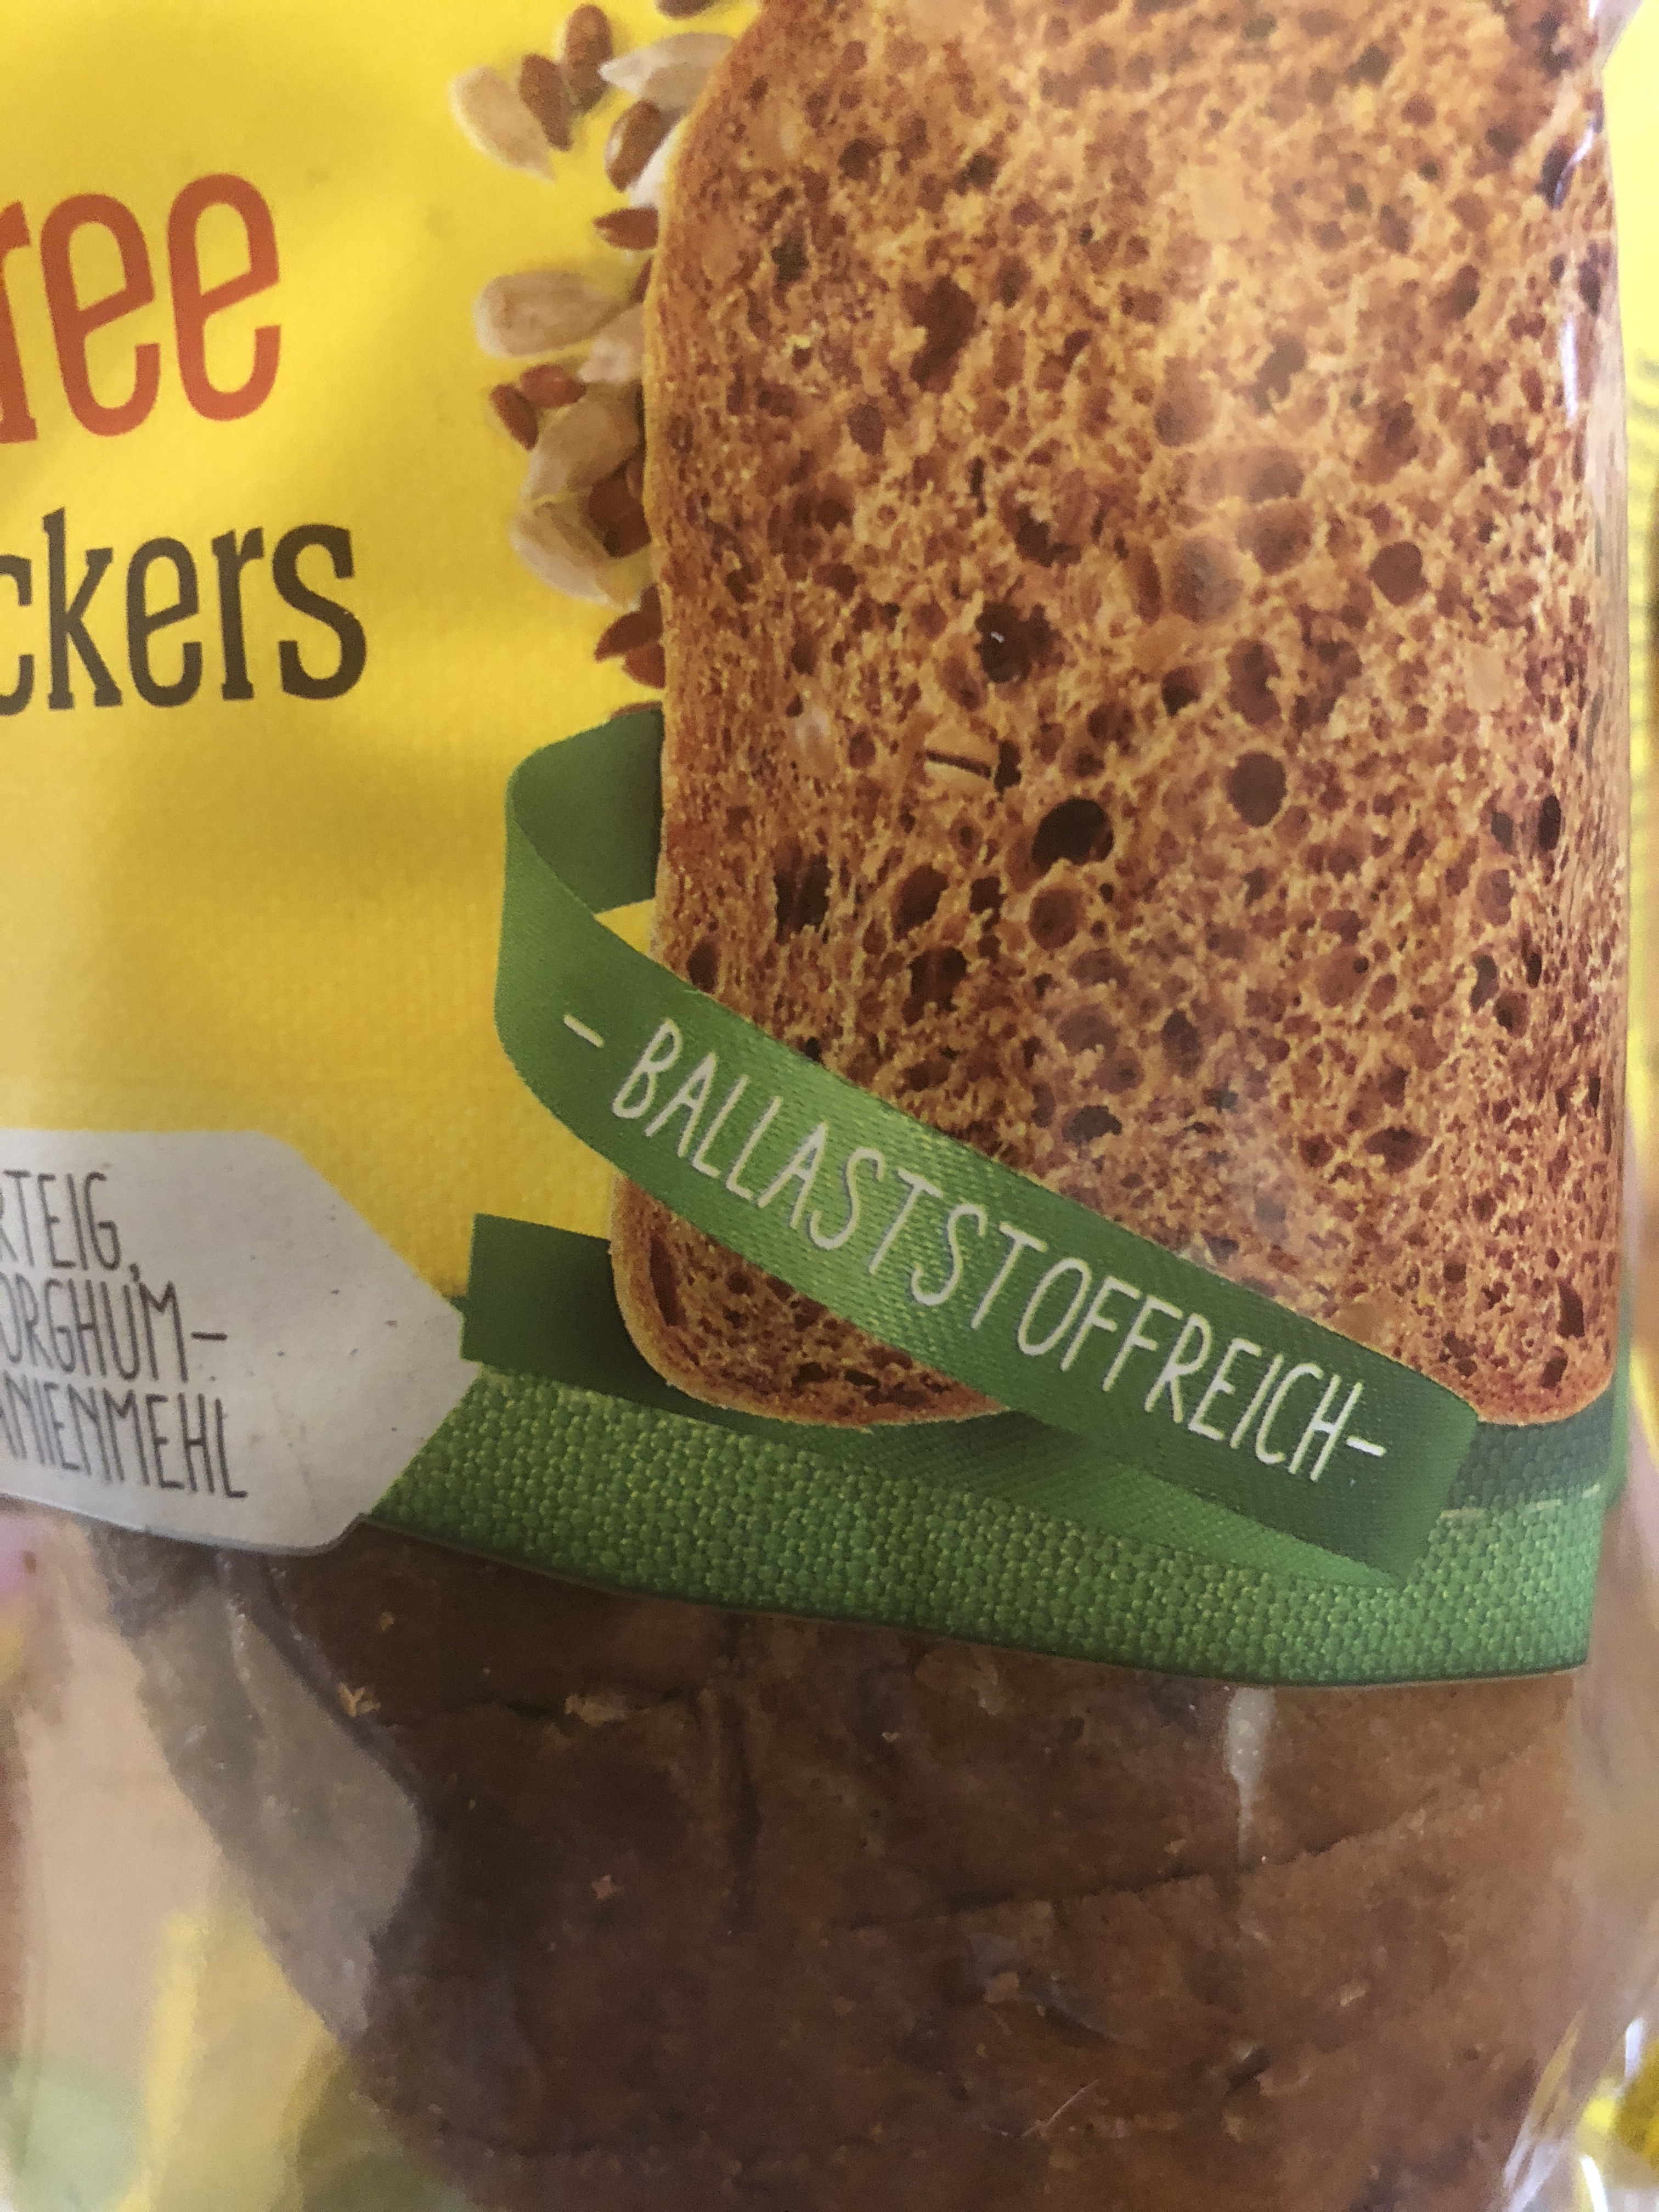 ree
ckers
- BALLASTSTOFFREICH-
RTEIG,
ORGHUM-
ANIENMEHL